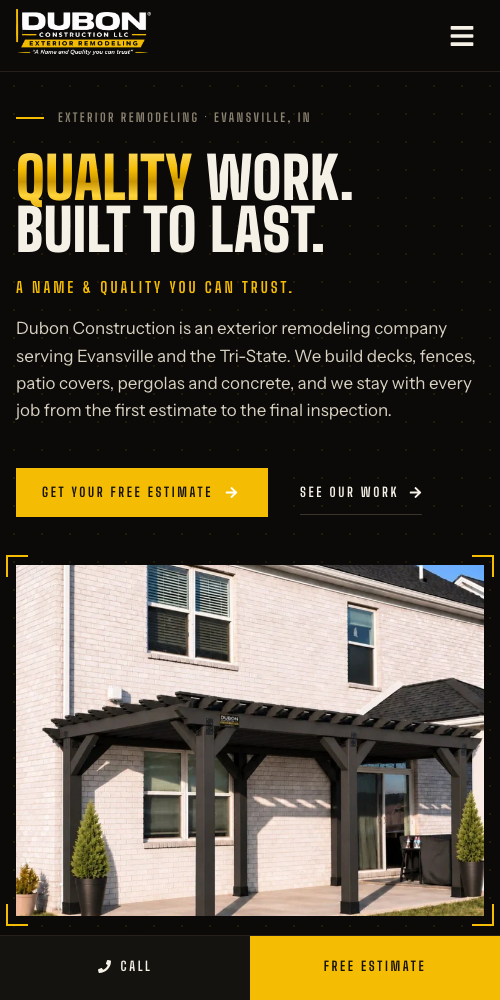 DUBON®
CONSTRUCTION LLC
EXTERIOR REMODELING
"A Name and Quality you can trust"
EXTERIOR REMODELING · EVANSVILLE, IN
QUALITY WORK.
BUILT TO LAST.
A NAME & QUALITY YOU CAN TRUST.
Dubon Construction is an exterior remodeling company
serving Evansville and the Tri-State. We build decks, fences,
patio covers, pergolas and concrete, and we stay with every
job from the first estimate to the final inspection.
GET YOUR FREE ESTIMATE → SEE OUR WORK →
DUBON
CALL FREE ESTIMATE